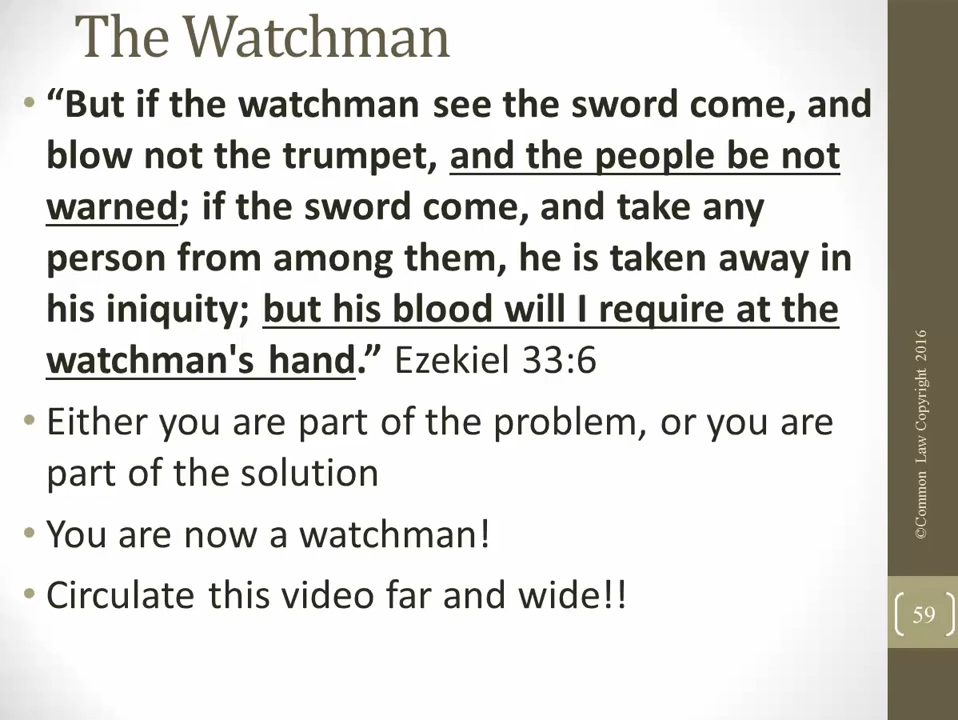 The Watchman
• “But if the watchman see the sword come, and
blow not the trumpet, and the people be not
warned; if the sword come, and take any
person from among them, he is taken away in
his iniquity; but his blood will I require at the
watchman's hand.” Ezekiel 33:6
• Either you are part of the problem, or you are
part of the solution
• You are now a watchman!
• Circulate this video far and wide!!
©Common Law Copyright 2016
59